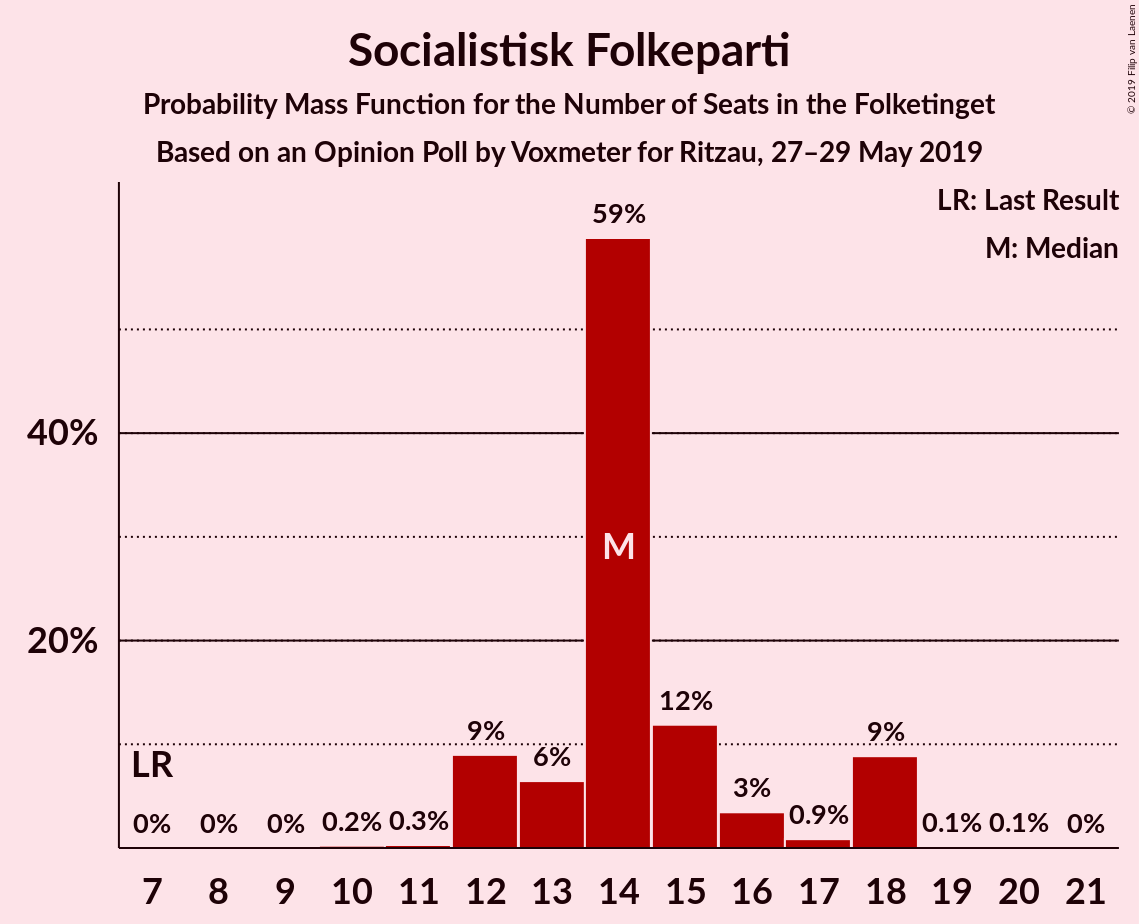 Socialistisk Folkeparti
Probability Mass Function for the Number of Seats in the Folketinget
Based on an Opinion Poll by Voxmeter for Ritzau, 27–29 May 2019
© 2019 Filip van Laenen
LR: Last Result
M: Median
59%
40%
M
20%
12%
9%
9%
6%
LR
3%
0.9%
0% 0% 0% 0.2% 0.3% 0.1% 0.1% 0%
7 8 9 10 11 12 13 14 15 16 17 18 19 20 21